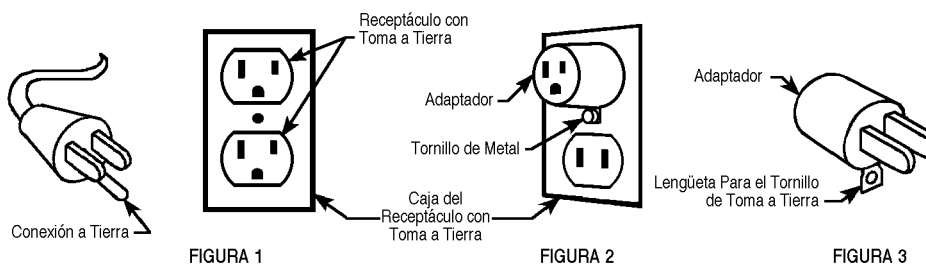 Receptáculo con
Toma a Tierra
Conexión a Tierra
FIGURA 1
Adaptador
Tornillo de Metal
Caja del
Receptáculo con
Toma a Tierra
FIGURA 2
Adaptador
Lengüeta Para el Tornillo
de Toma a Tierra
FIGURA 3